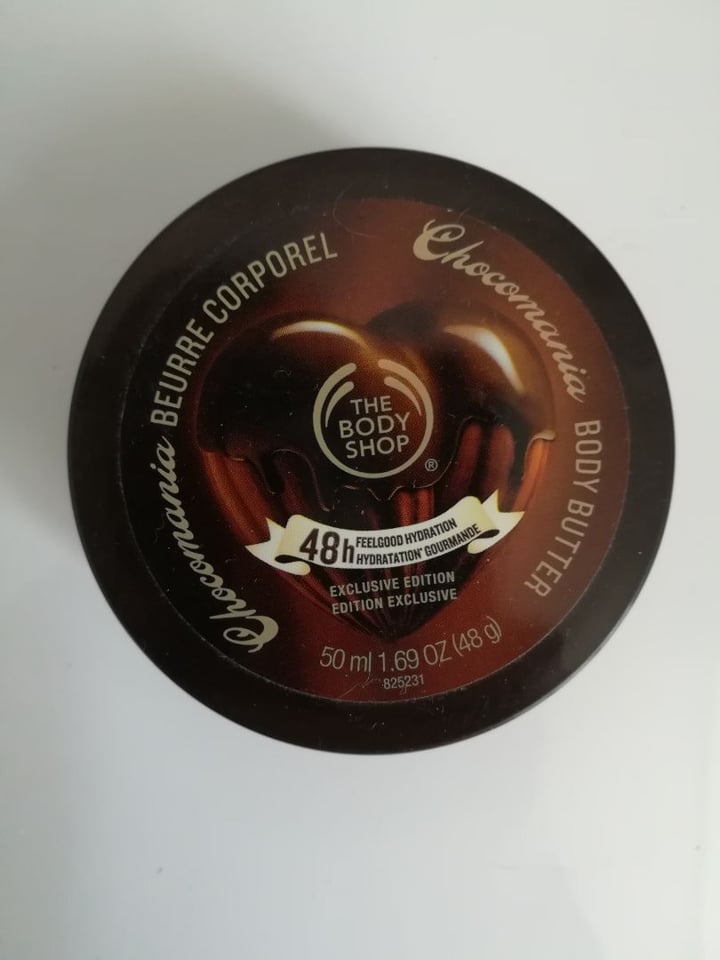 Chocomania BEURRE CORPOREL
Chocomania BODY BUTTER
THE
BODY
SHOP
®
48h FEELGOOD HYDRATION
HYDRATATION* GOURMANDE
EXCLUSIVE EDITION
EDITION EXCLUSIVE
50 ml 1.69 OZ (48 g)
825231